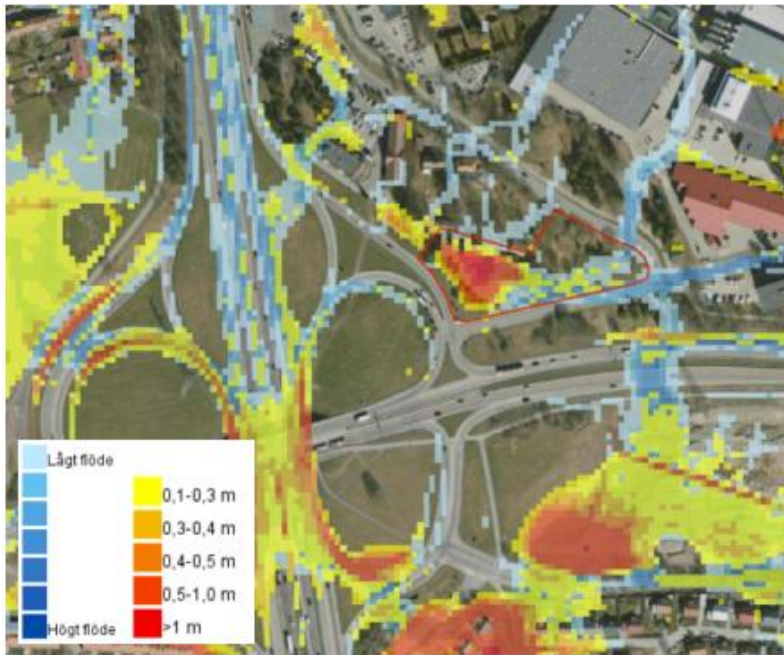 Lågt flöde
0,1-0,3 m
0,3-0,4 m
0,4-0,5 m
0,5-1,0 m
Högt flöde
>1 m